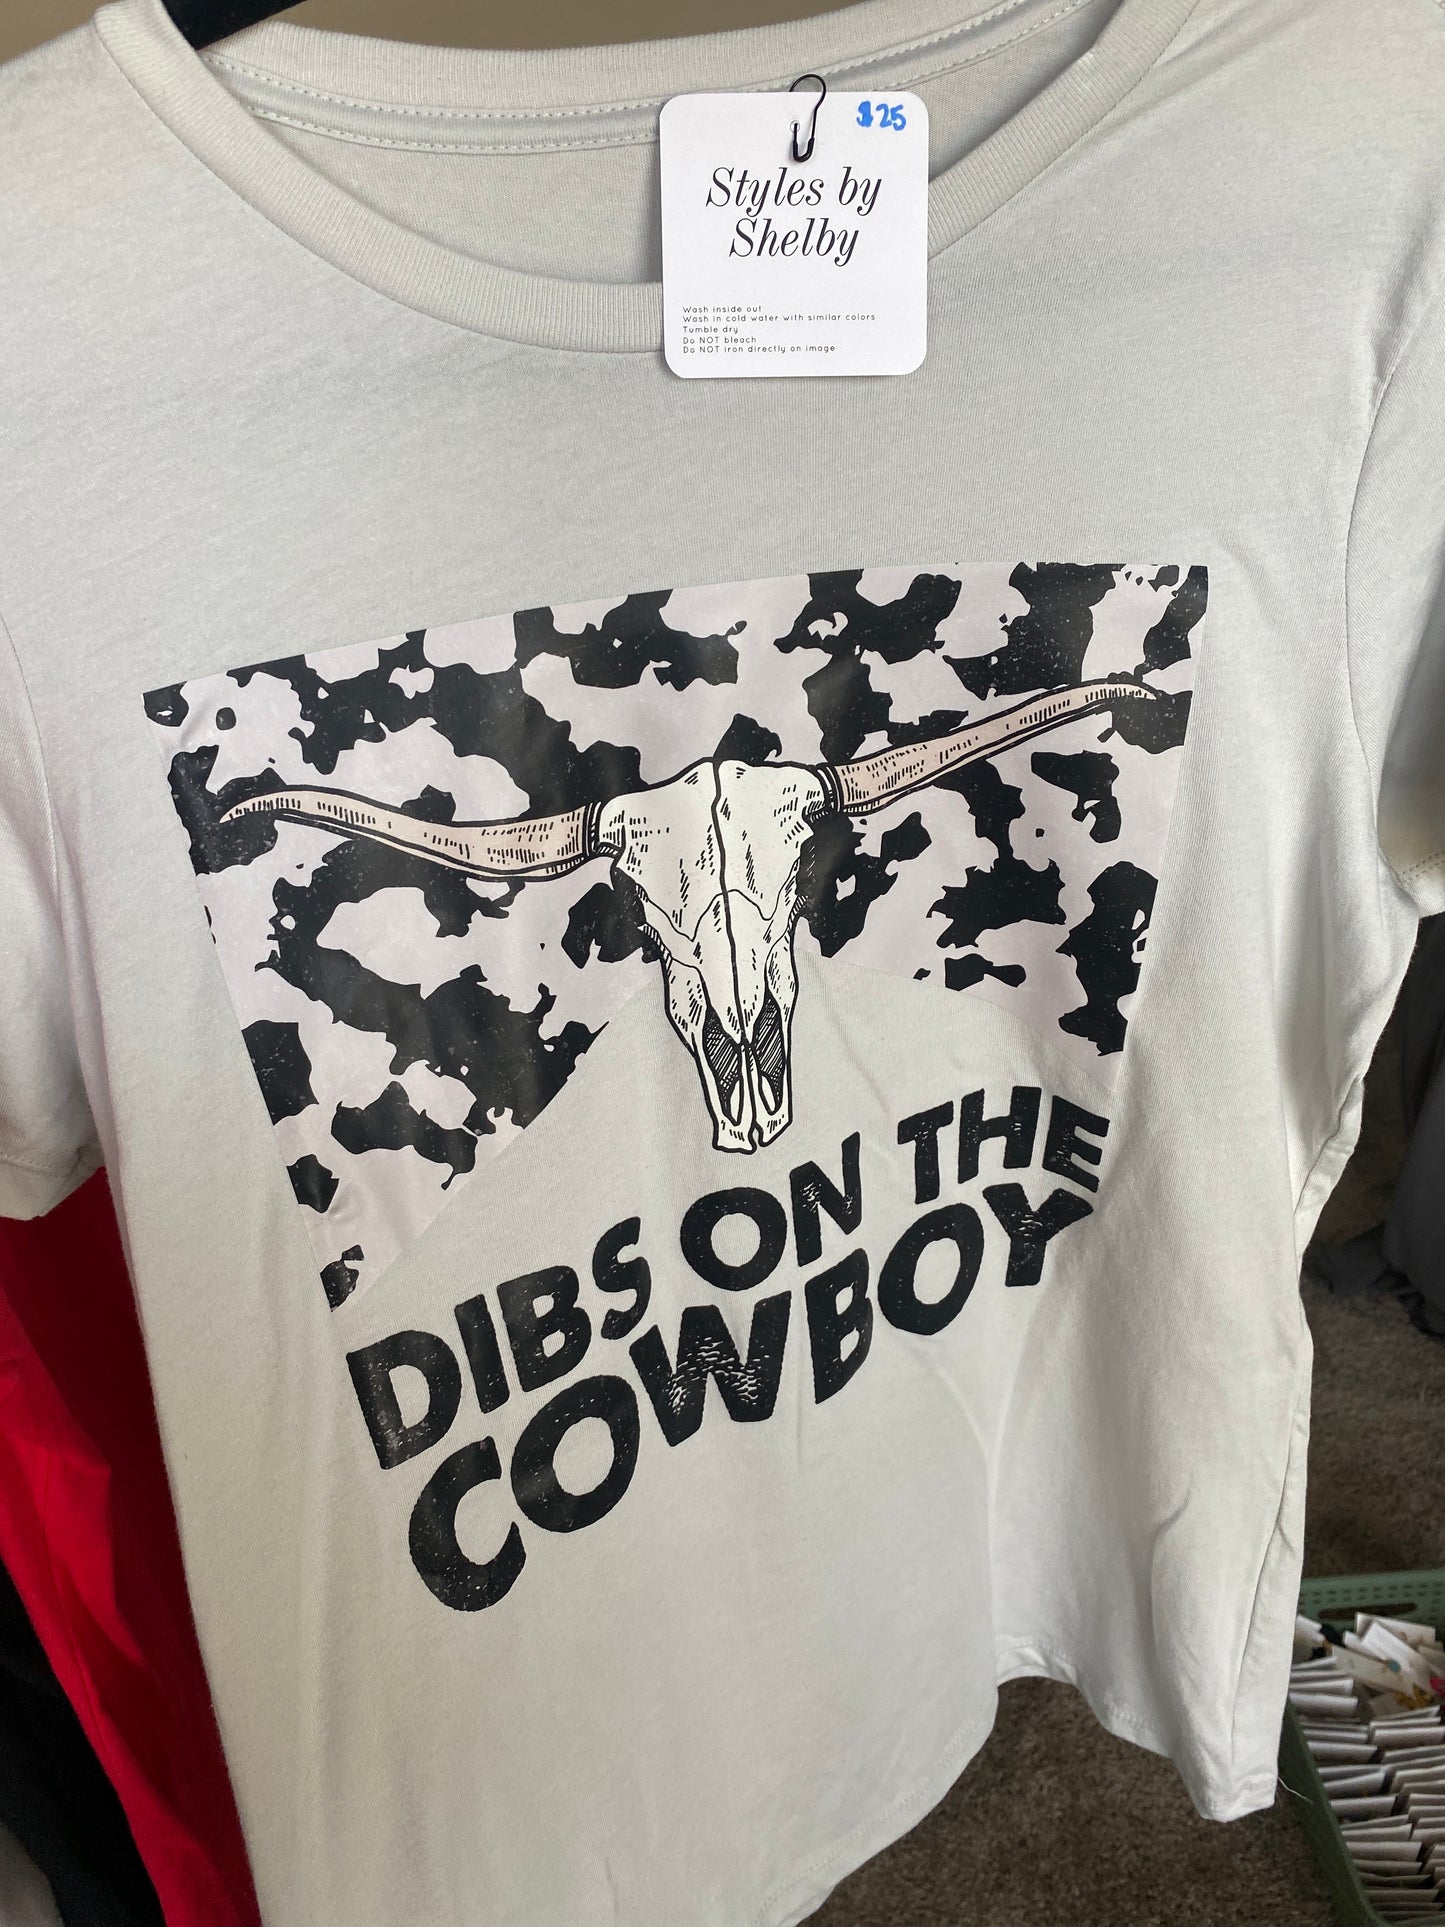 $25
Styles by
Shelby
Wash inside out
Wash in cold water with similar colors
Tumble dry
Do NOT bleach
Do NOT iron directly on image
DIBS ON THE
COWBOY